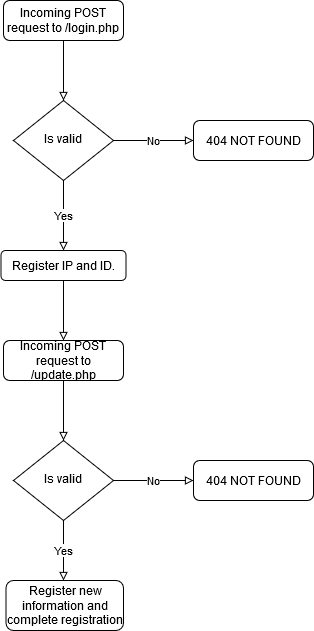 Incoming POST
request to /login.php
Is valid
No
404 NOT FOUND
Yes
Register IP and ID.
Incoming POST
request to
/update.php
Is valid
No
404 NOT FOUND
Yes
Register new
information and
complete registration